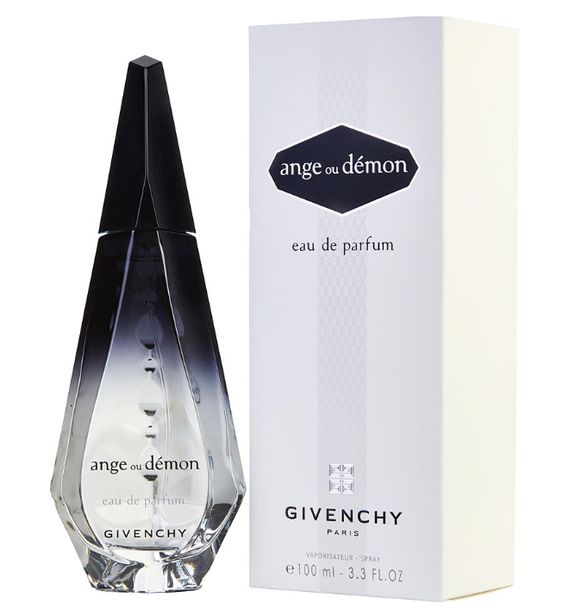 ange ou démon
eau de parfum
GIVENCHY
ange ou démon
eau de parfum
GIVENCHY
PARIS
VAPORISATEUR - SPRAY
℮ 100 ml - 3.3 FL.OZ